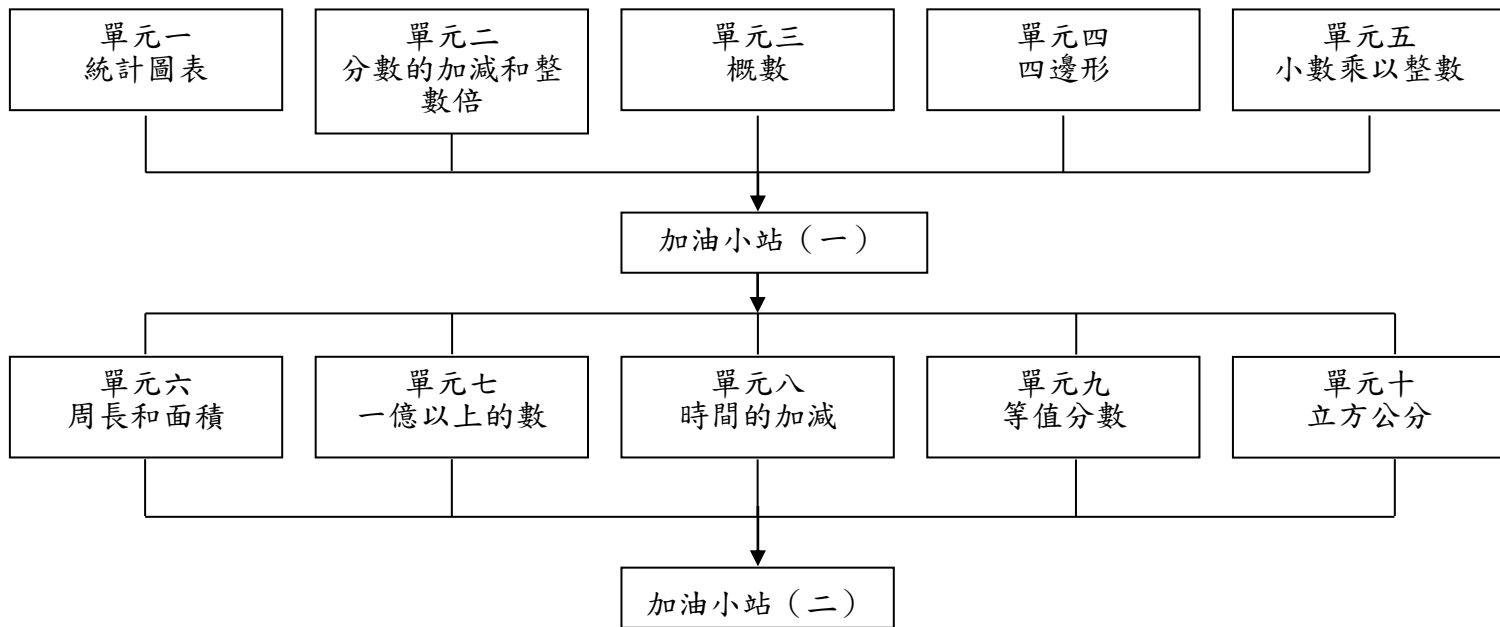 單元一
統計圖表
單元二
分數的加減和整
數倍
單元三
概數
單元四
四邊形
單元五
小數乘以整數
加油小站（一）
單元六
周長和面積
單元七
一億以上的數
單元八
時間的加減
單元九
等值分數
單元十
立方公分
加油小站（二）